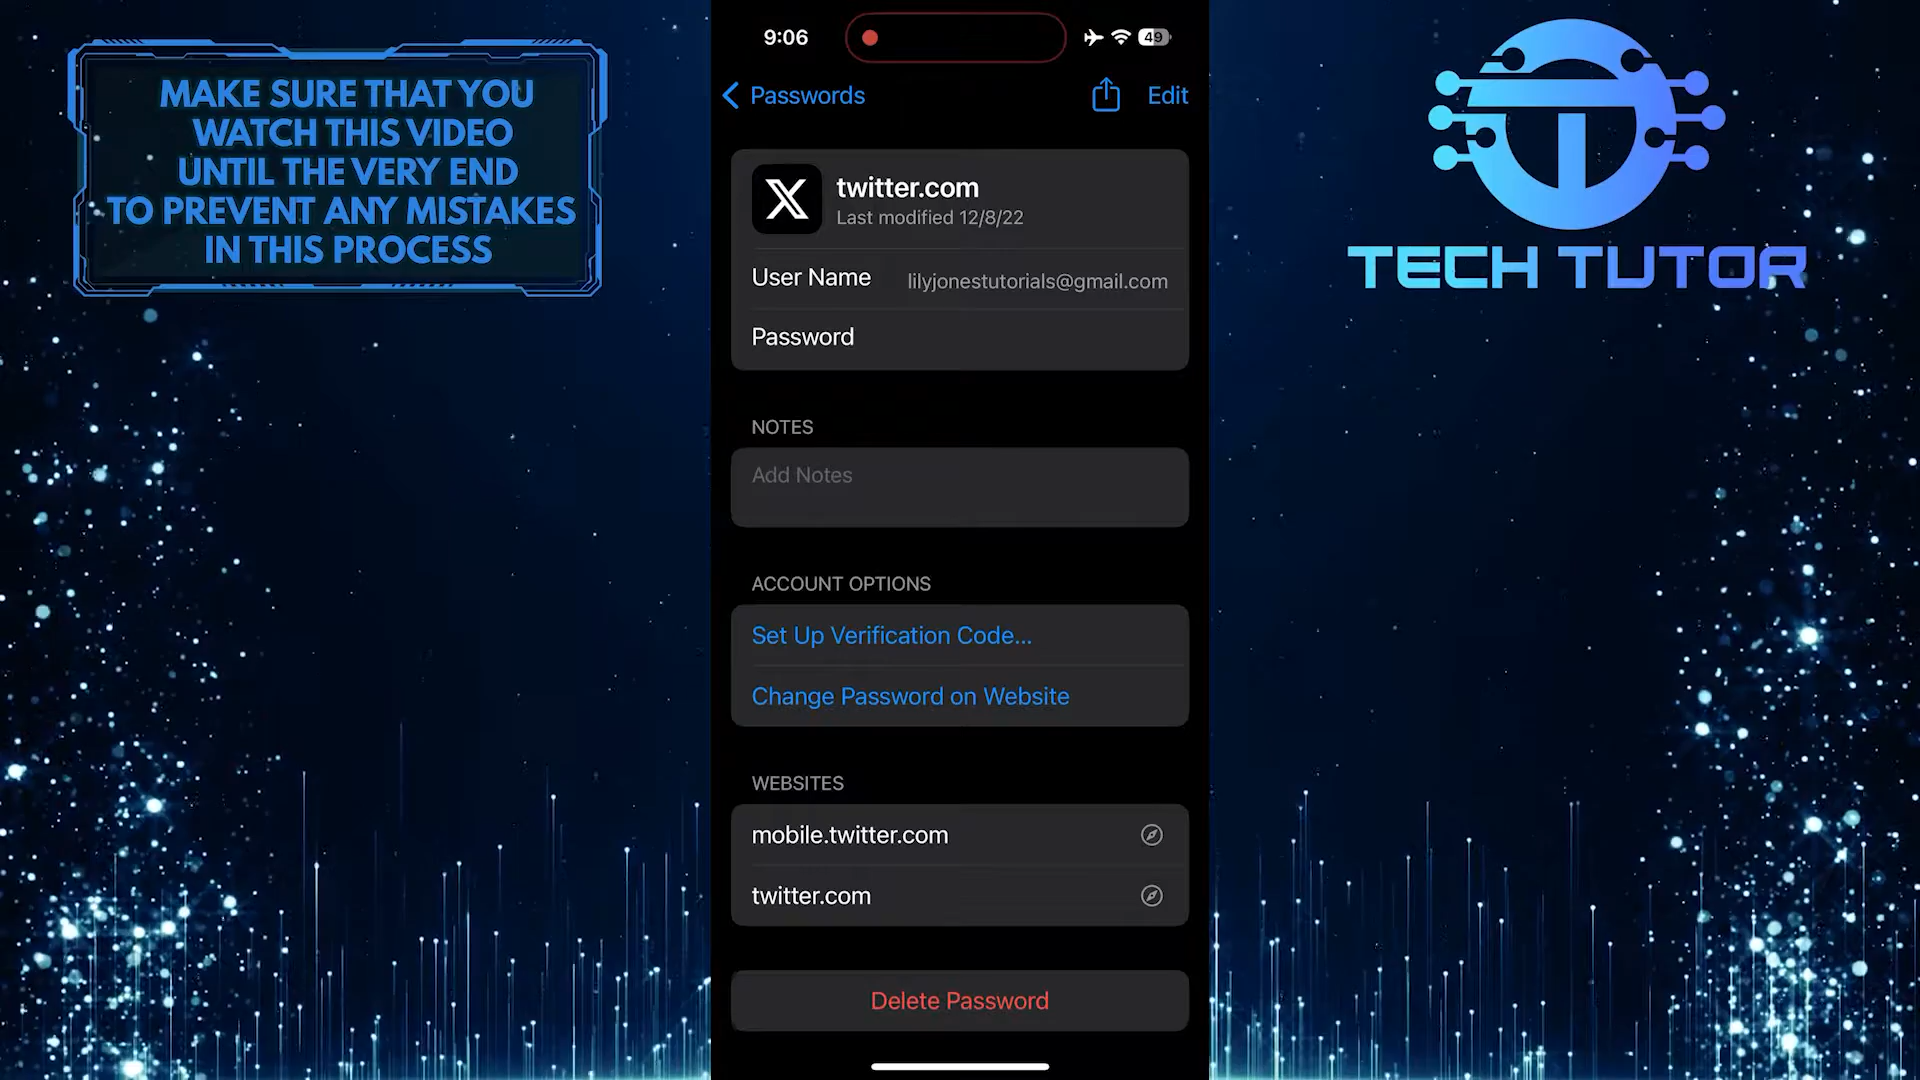 MAKE SURE THAT YOU
WATCH THIS VIDEO
UNTIL THE VERY END
TO PREVENT ANY MISTAKES
IN THIS PROCESS
9:06
49
Passwords
Edit
twitter.com
Last modified 12/8/22
User Name lilyjonestutorials@gmail.com
Password
NOTES
Add Notes
ACCOUNT OPTIONS
Set Up Verification Code...
Change Password on Website
WEBSITES
mobile.twitter.com
twitter.com
Delete Password
TECH TUTOR